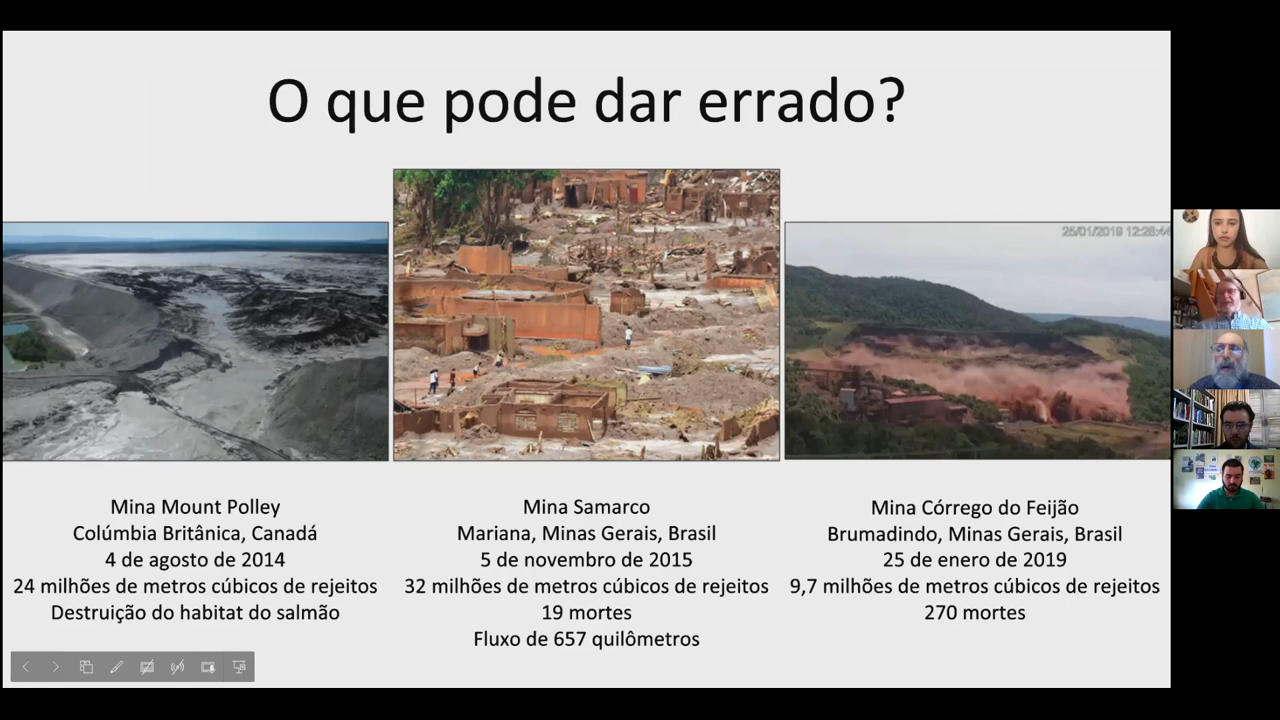 O que pode dar errado?
25/01/2019 12:28:44
Mina Mount Polley
Colúmbia Britânica, Canadá
4 de agosto de 2014
24 milhões de metros cúbicos de rejeitos
Destruição do habitat do salmão
Mina Samarco
Mariana, Minas Gerais, Brasil
5 de novembro de 2015
32 milhões de metros cúbicos de rejeitos
19 mortes
Fluxo de 657 quilômetros
Mina Córrego do Feijão
Brumadindo, Minas Gerais, Brasil
25 de enero de 2019
9,7 milhões de metros cúbicos de rejeitos
270 mortes